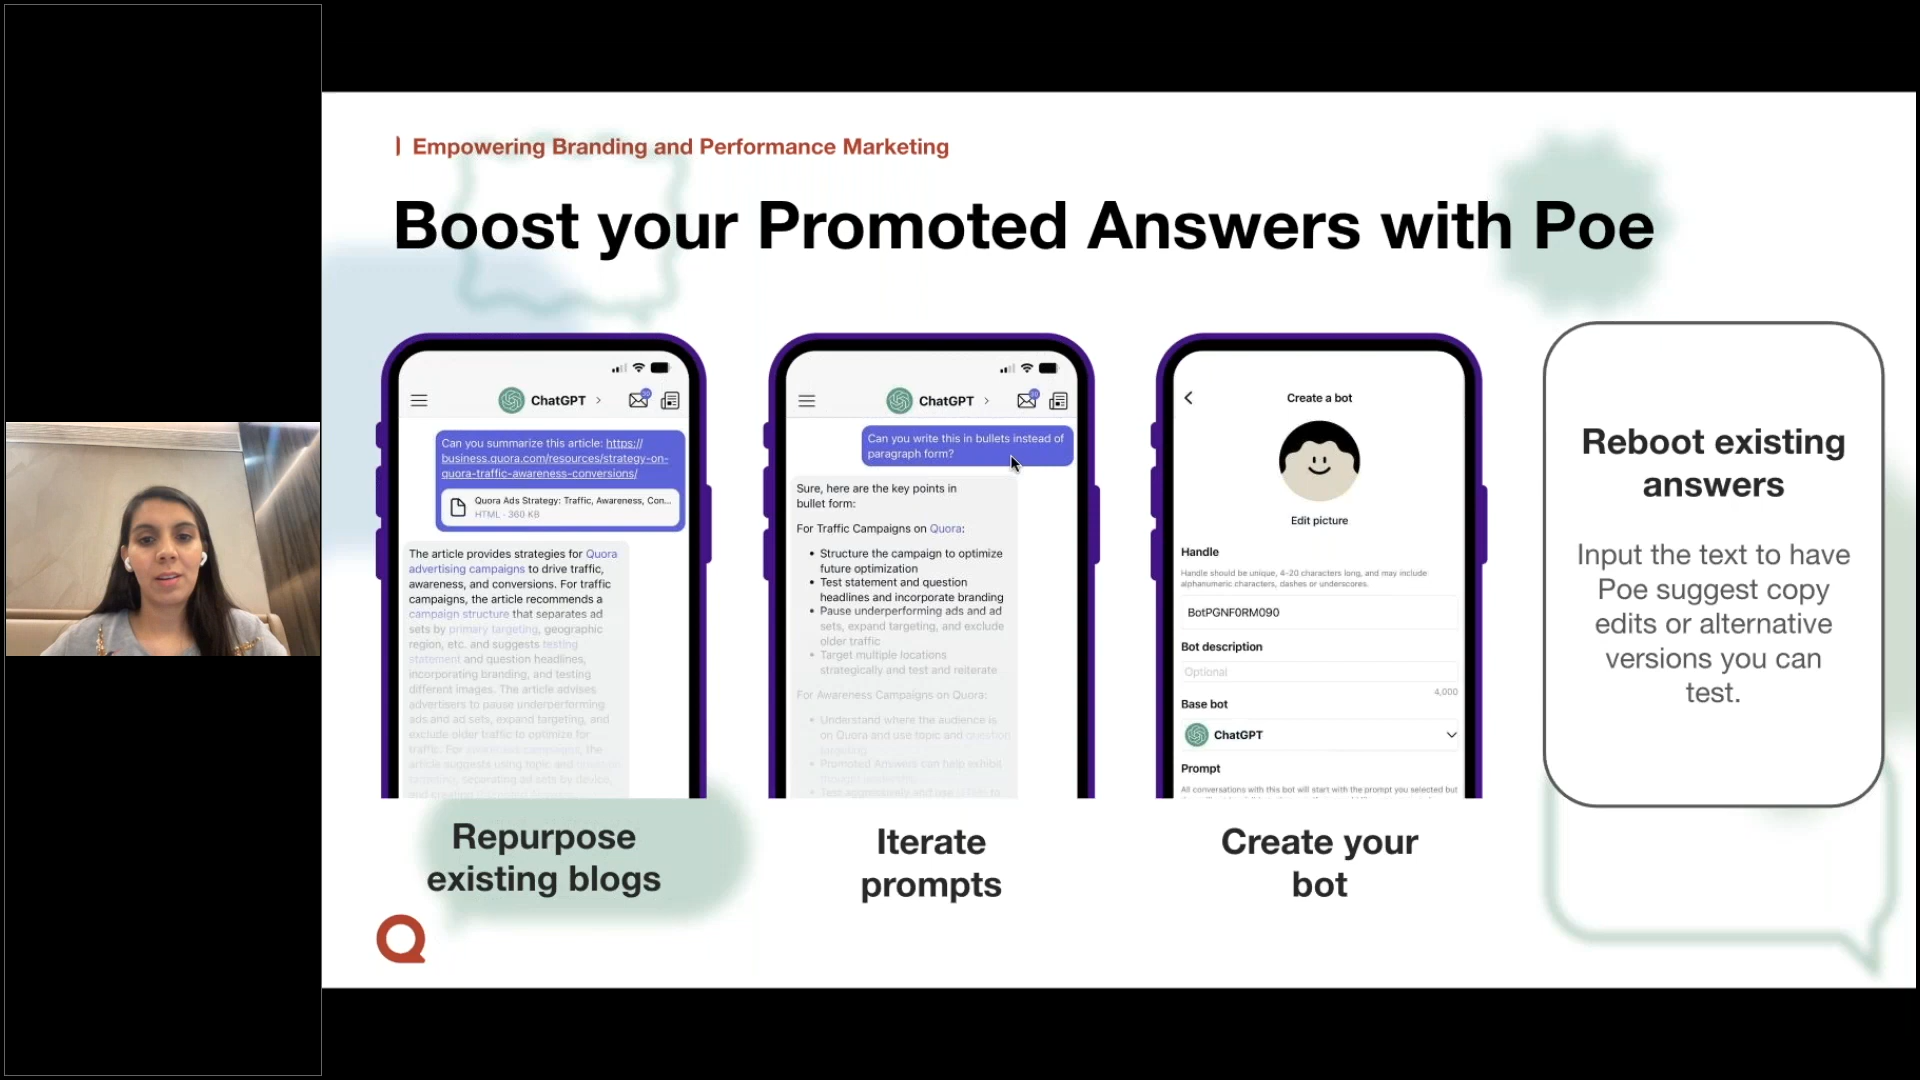 Empowering Branding and Performance Marketing
Boost your Promoted Answers with Poe
ChatGPT
Can you summarize this article: https://
business.quora.com/resources/strategy-on-
quora-traffic-awareness-conversions/
Quora Ads Strategy: Traffic, Awareness, Con...
HTML · 360 KB
The article provides strategies for Quora
advertising campaigns to drive traffic,
awareness, and conversions. For traffic
campaigns, the article recommends a
campaign structure that separates ad
sets by primary targeting, geographic
region, etc. and suggests testing
statement and question headlines,
incorporating branding, and testing
different images. The article advises
advertisers to pause underperforming
ads and ad sets, expand targeting, and
exclude older traffic to optimize for
traffic. For awareness campaigns, the
article suggests using topic and
targeting, separating ad sets by device,
and creating
Repurpose
existing blogs
ChatGPT
Can you write this in bullets instead of
paragraph form?
Sure, here are the key points in
bullet form:
For Traffic Campaigns on Quora:
• Structure the campaign to optimize
future optimization
• Test statement and question
headlines and incorporate branding
• Pause underperforming ads and ad
sets, expand targeting, and exclude
older traffic
• Target multiple locations
strategically and test and reiterate
For Awareness Campaigns on Quora:
• Understand where the audience is
on Quora and use topic and question
targeting
• Promoted Answers can help exhibit
thought leadership
• Test aggressively and use to
Iterate
prompts
Create a bot
Edit picture
Handle
Handle should be unique, 4-20 characters long, and may include
alphanumeric characters, dashes or underscores.
BotPGNF0RM090
Bot description
Optional
4,000
Base bot
ChatGPT
Prompt
All conversations with this bot will start with the prompt you selected but
Create your
bot
Reboot existing
answers
Input the text to have
Poe suggest copy
edits or alternative
versions you can
test.